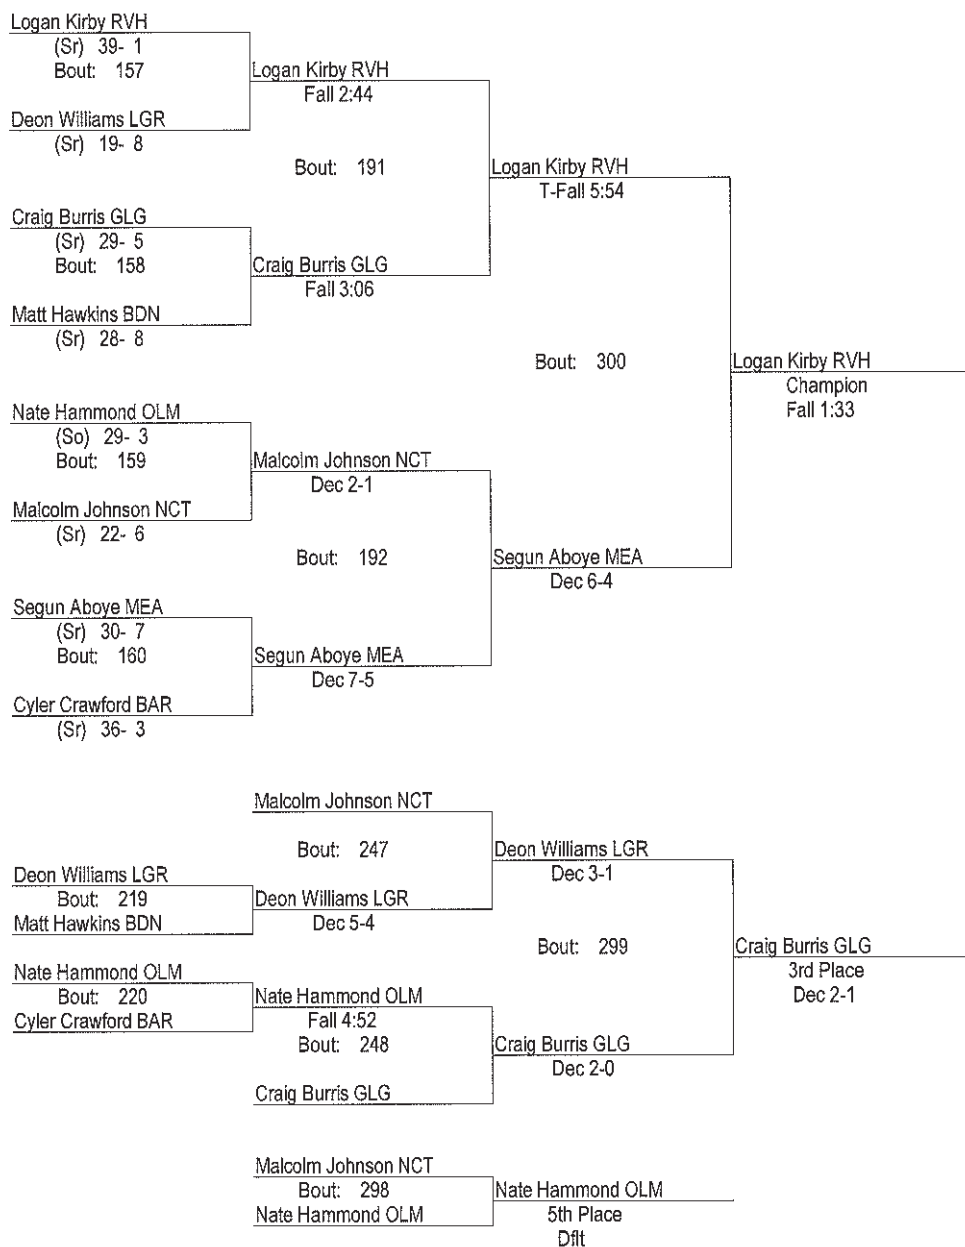 Logan Kirby RVH
(Sr) 39- 1
Bout: 157
Logan Kirby RVH
Fall 2:44
Deon Williams LGR
(Sr) 19- 8
Bout: 191
Logan Kirby RVH
T-Fall 5:54
Craig Burris GLG
(Sr) 29- 5
Bout: 158
Craig Burris GLG
Fall 3:06
Matt Hawkins BDN
(Sr) 28- 8
Bout: 300
Logan Kirby RVH
Champion
Fall 1:33
Nate Hammond OLM
(So) 29- 3
Bout: 159
Malcolm Johnson NCT
Dec 2-1
Malcolm Johnson NCT
(Sr) 22- 6
Bout: 192
Segun Aboye MEA
Dec 6-4
Segun Aboye MEA
(Sr) 30- 7
Bout: 160
Segun Aboye MEA
Dec 7-5
Cyler Crawford BAR
(Sr) 36- 3
Malcolm Johnson NCT
Bout: 247
Deon Williams LGR
Dec 3-1
Deon Williams LGR
Bout: 219
Matt Hawkins BDN
Deon Williams LGR
Dec 5-4
Bout: 299
Craig Burris GLG
3rd Place
Dec 2-1
Nate Hammond OLM
Bout: 220
Cyler Crawford BAR
Nate Hammond OLM
Fall 4:52
Bout: 248
Craig Burris GLG
Dec 2-0
Craig Burris GLG
Malcolm Johnson NCT
Bout: 298
Nate Hammond OLM
Nate Hammond OLM
5th Place
Dflt